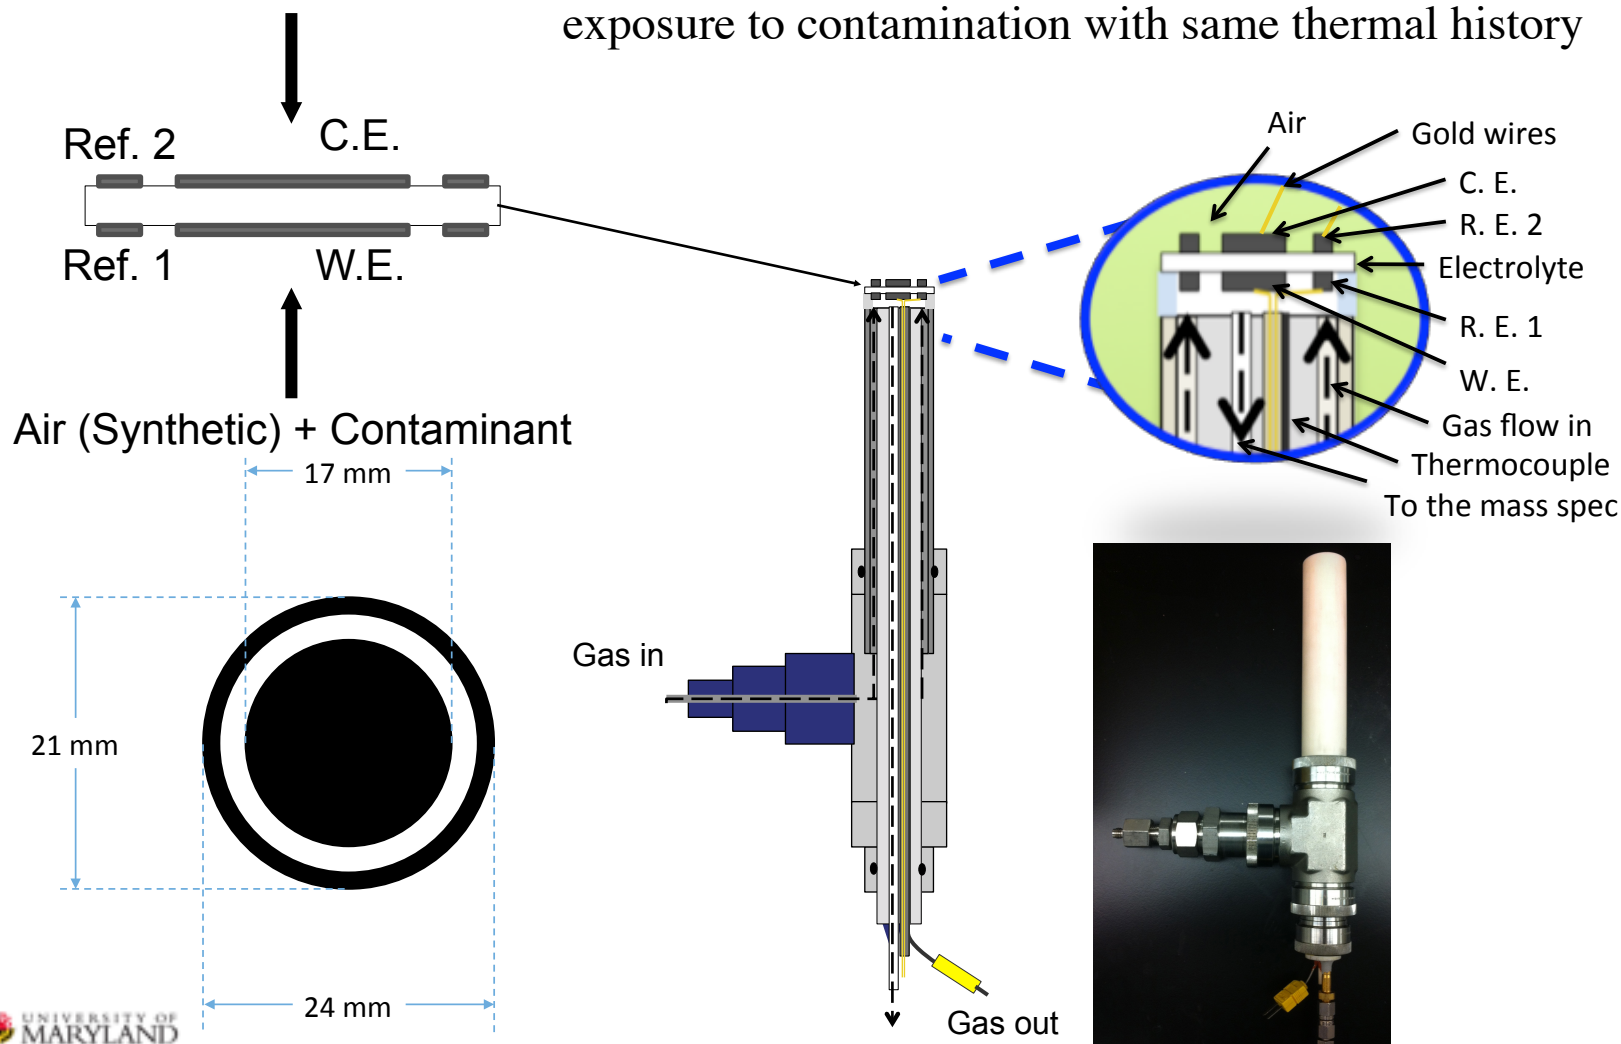 exposure to contamination with same thermal history
Ref. 2
C.E.
Ref. 1
W.E.
Air (Synthetic) + Contaminant
17 mm
21 mm
24 mm
Gas in
Gas out
Air
Gold wires
C. E.
R. E. 2
Electrolyte
R. E. 1
W. E.
Gas flow in
Thermocouple
To the mass spec
UNIVERSITY OF
MARYLAND